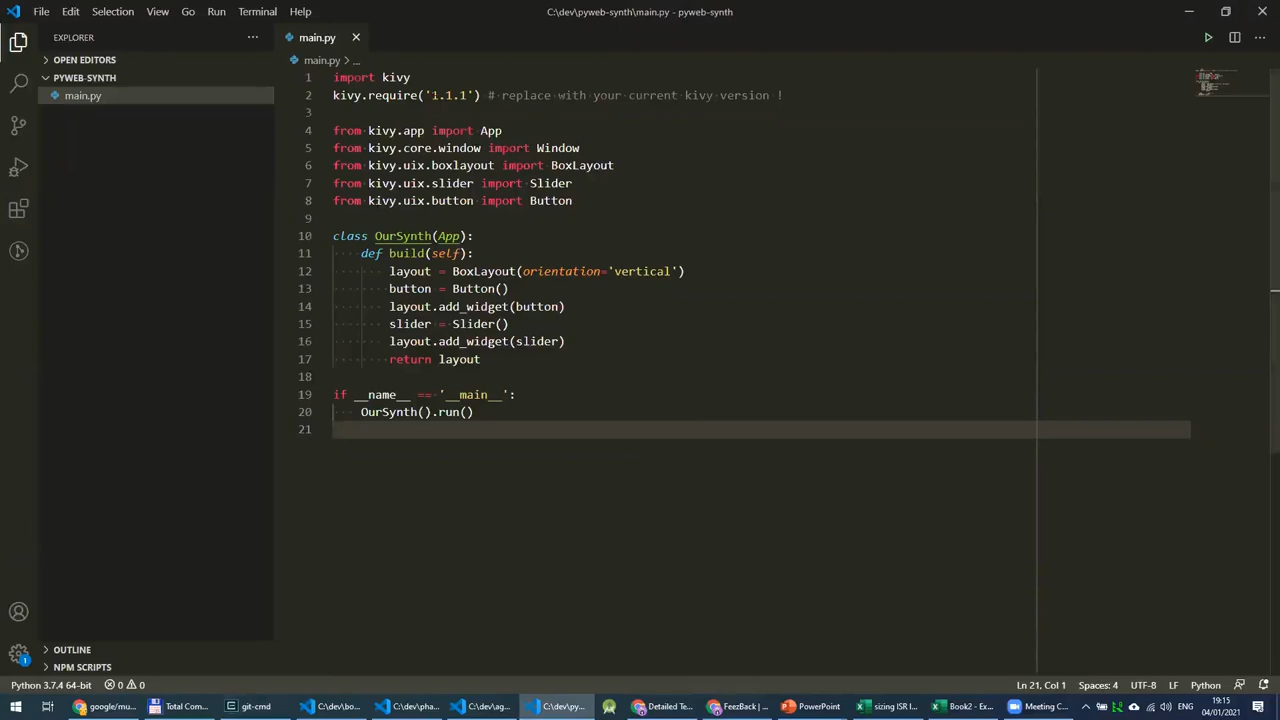 File Edit Selection View Go Run Terminal Help
C:\dev\pyweb-synth\main.py - pyweb-synth
EXPLORER
OPEN EDITORS
PYWEB-SYNTH
main.py
OUTLINE
NPM SCRIPTS
main.py
main.py > ...
1 import kivy
2 kivy.require('1.1.1') # replace with your current kivy version !
3
4 from kivy.app import App
5 from kivy.core.window import Window
6 from kivy.uix.boxlayout import BoxLayout
7 from kivy.uix.slider import Slider
8 from kivy.uix.button import Button
9
10 class OurSynth(App):
11 def build(self):
12 layout = BoxLayout(orientation='vertical')
13 button = Button()
14 layout.add_widget(button)
15 slider = Slider()
16 layout.add_widget(slider)
17 return layout
18
19 if __name__ == '__main__':
20 OurSynth().run()
21
1
Python 3.7.4 64-bit 0 0 Ln 21, Col 1 Spaces: 4 UTF-8 LF Python
google/mu... Total Com... git-cmd C:\dev\bo... C:\dev\pha... C:\dev\ag... C:\dev\py... Detailed Te... FeezBack | ... PowerPoint sizing ISR I... Book2 - Ex... Meeting C... 19:15
04/01/2021